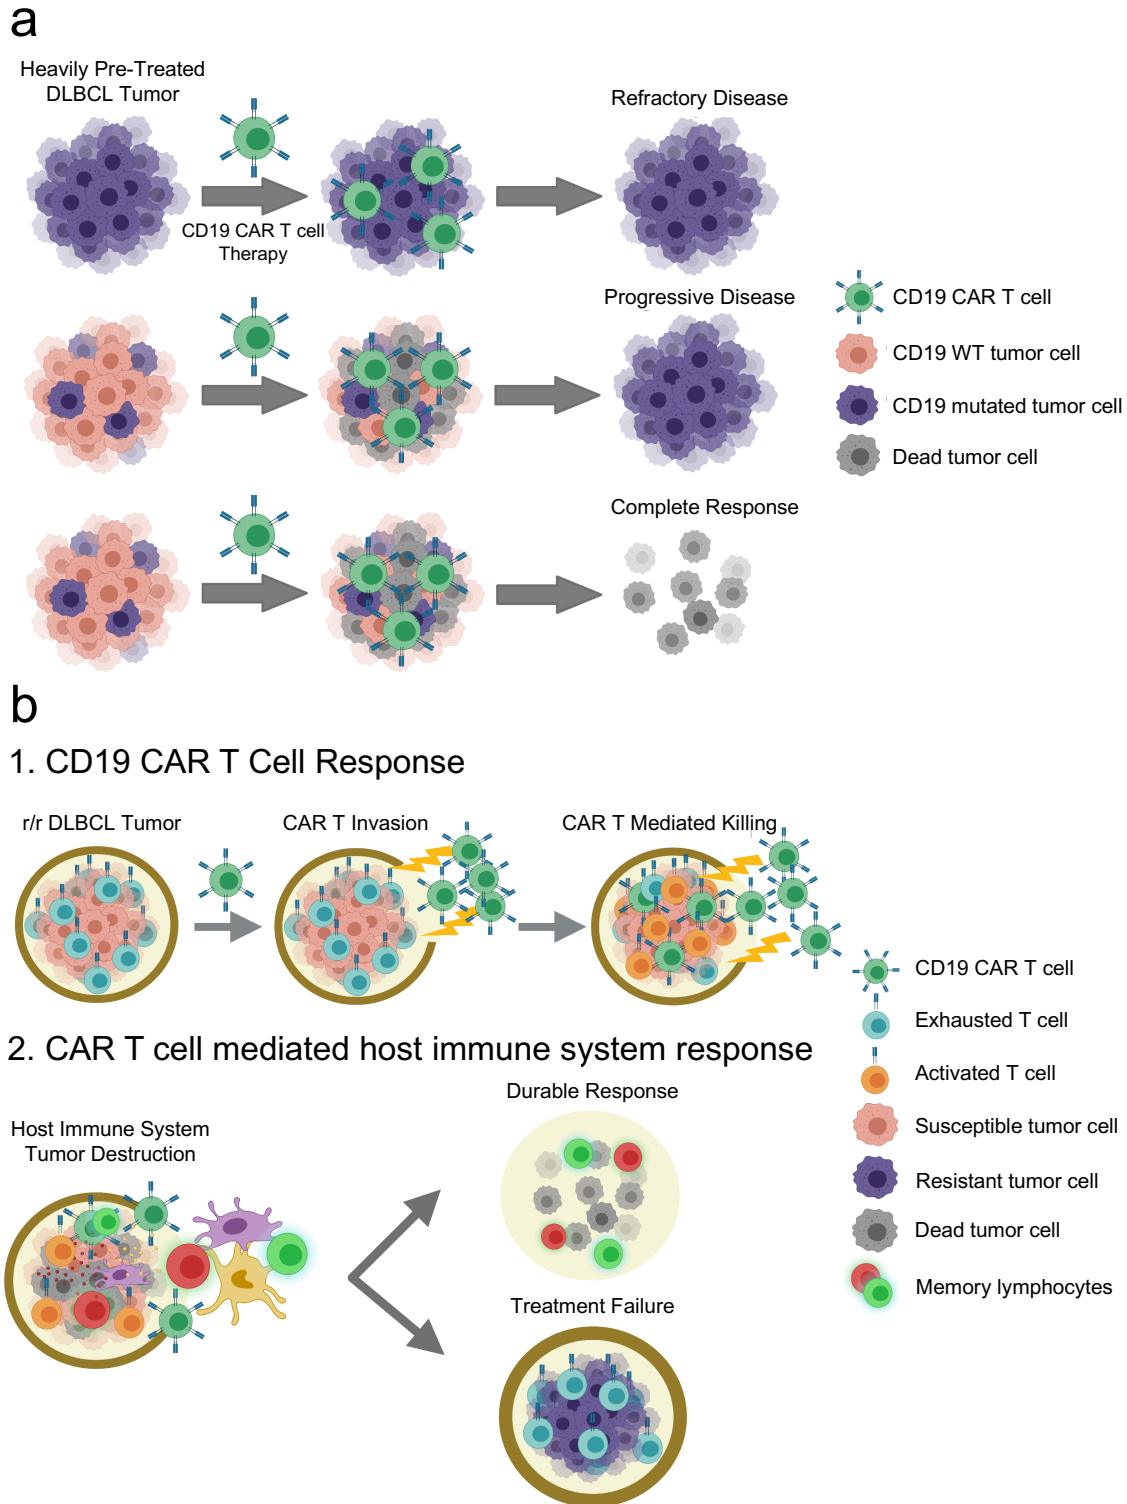 a
Heavily Pre-Treated
DLBCL Tumor
Refractory Disease
CD19 CAR T cell
Therapy
Progressive Disease
CD19 CAR T cell
CD19 WT tumor cell
CD19 mutated tumor cell
Dead tumor cell
Complete Response
b
1. CD19 CAR T Cell Response
r/r DLBCL Tumor
CAR T Invasion
CAR T Mediated Killing
CD19 CAR T cell
Exhausted T cell
Activated T cell
Susceptible tumor cell
Resistant tumor cell
Dead tumor cell
Memory lymphocytes
2. CAR T cell mediated host immune system response
Host Immune System
Tumor Destruction
Durable Response
Treatment Failure